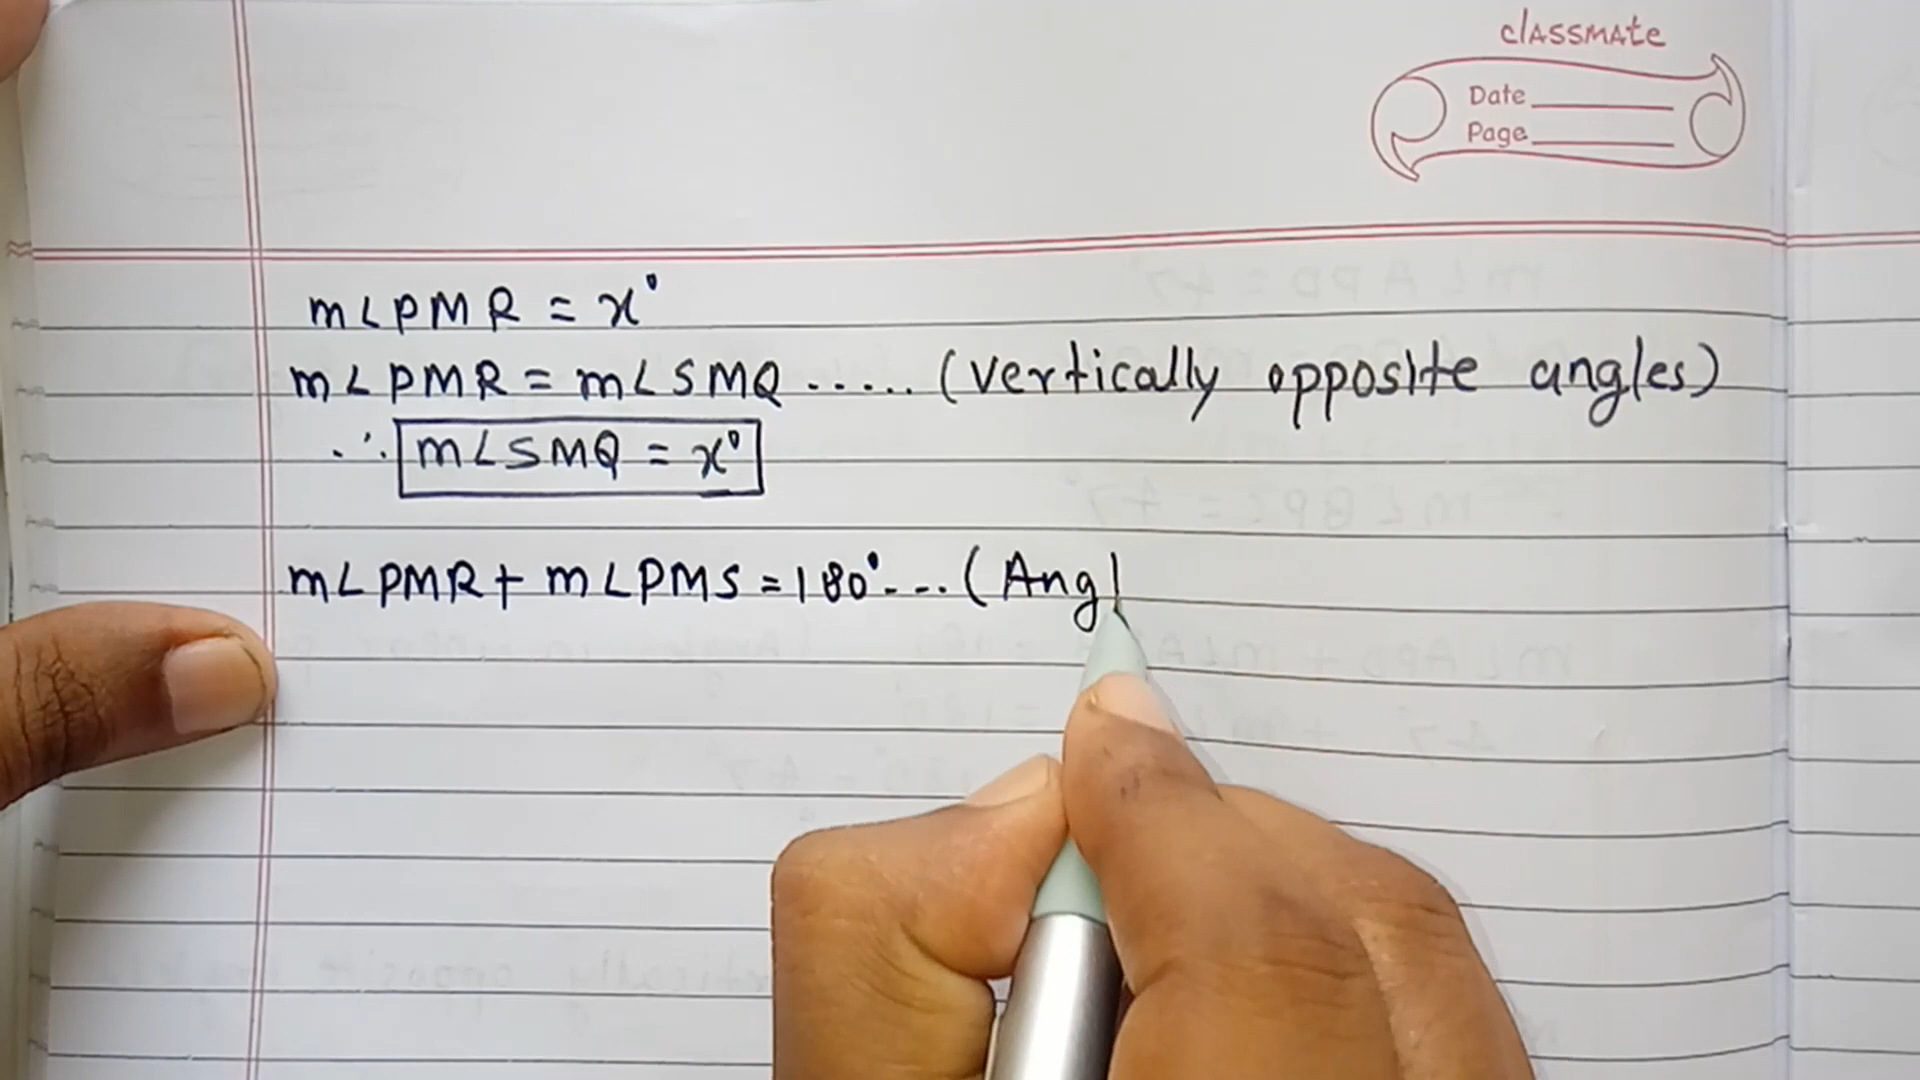 classmate
Date
Page
m∠PMR = x°
m∠PMR = m∠SMQ ..... (vertically opposite angles)
∴ m∠SMQ = x°
m∠PMR + m∠PMS = 180° ... (Angl